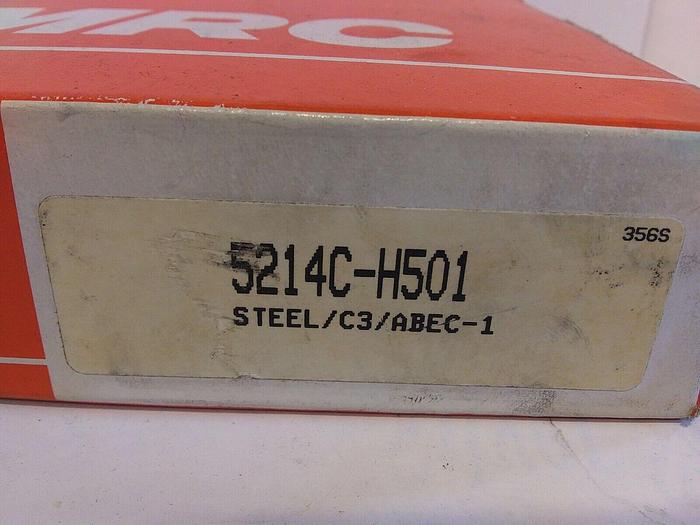 MRC
356S
5214C-H501
STEEL/C3/ABEC-1